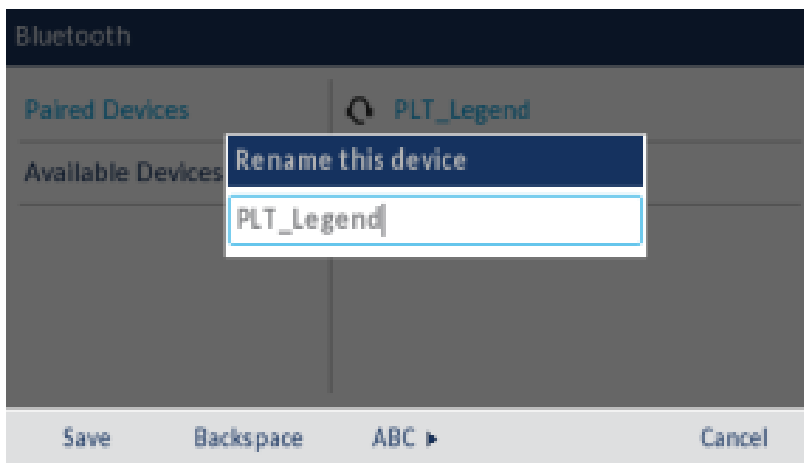 Bluetooth
Paired Devices
PLT_Legend
Available Devices
Rename this device
PLT_Legend
Save Backspace ABC Cancel